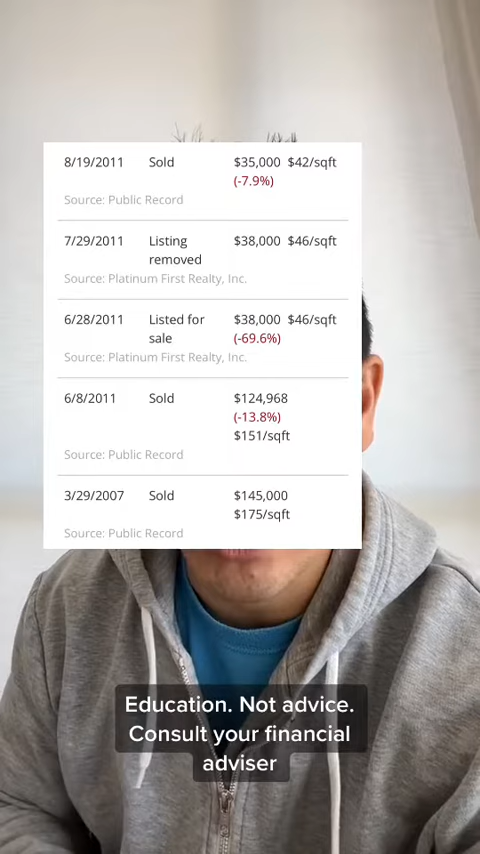 8/19/2011 Sold $35,000 $42/sqft
(-7.9%)
Source: Public Record
7/29/2011 Listing $38,000 $46/sqft
removed
Source: Platinum First Realty, Inc.
6/28/2011 Listed for $38,000 $46/sqft
sale (-69.6%)
Source: Platinum First Realty, Inc.
6/8/2011 Sold $124,968
(-13.8%)
$151/sqft
Source: Public Record
3/29/2007 Sold $145,000
$175/sqft
Source: Public Record
Education. Not advice.
Consult your financial
adviser